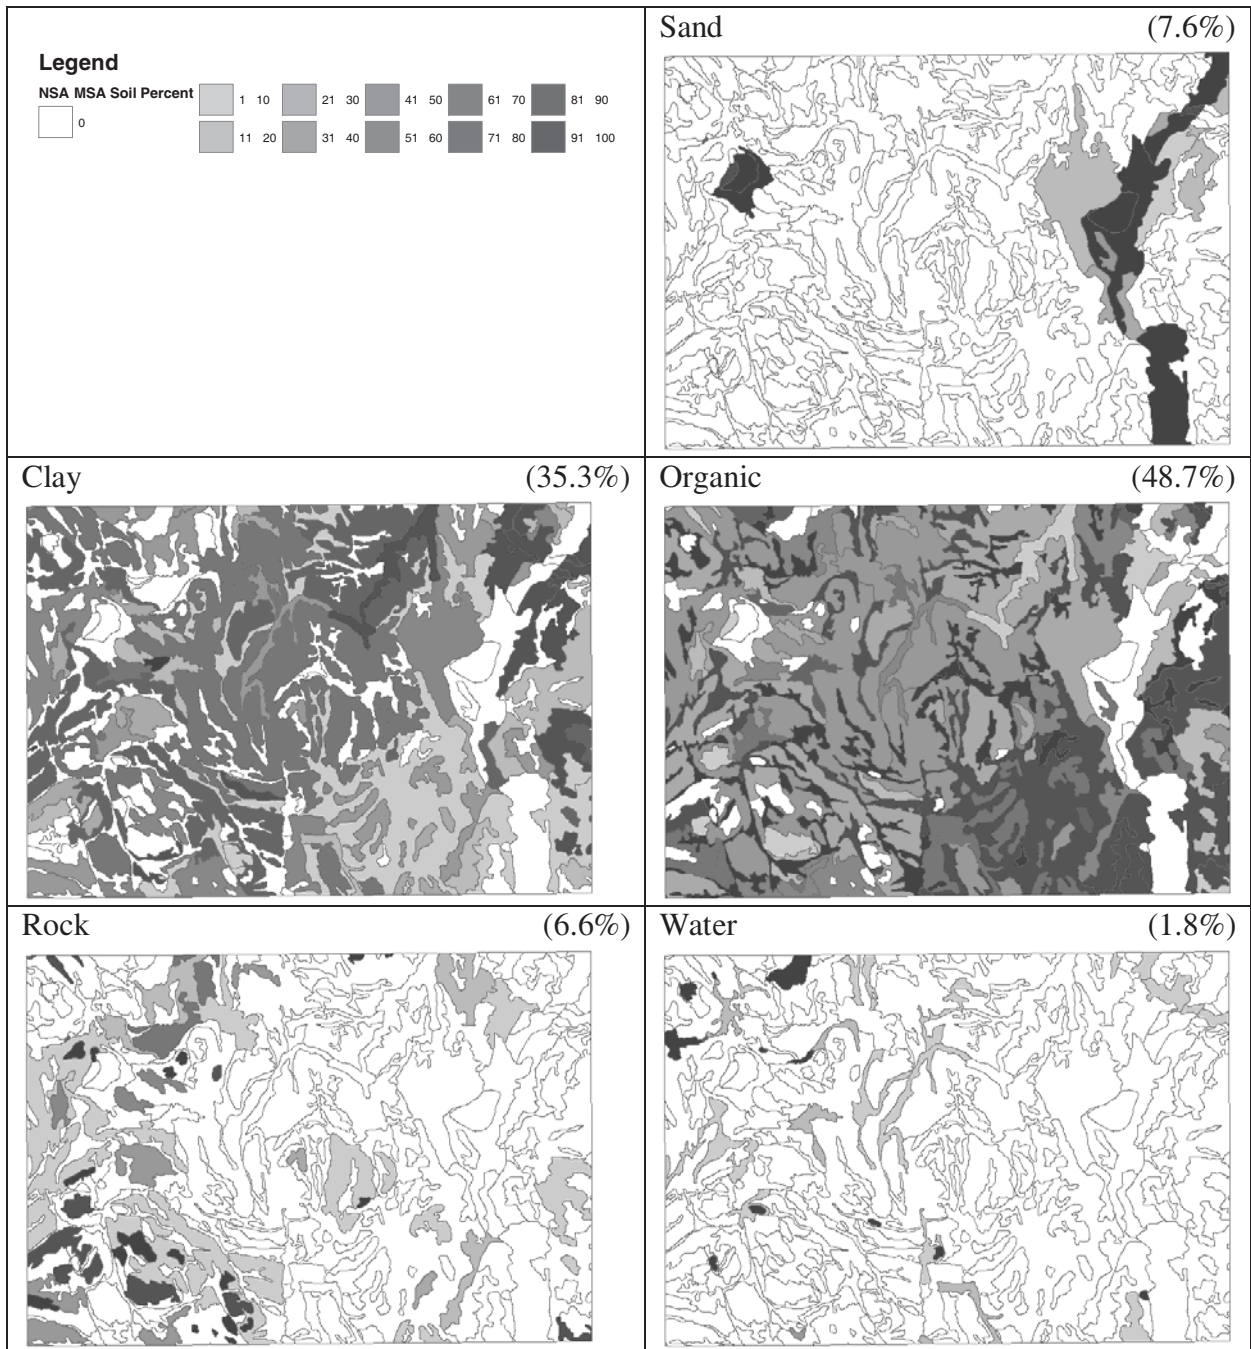 Legend
NSA MSA Soil Percent
0
1 10
11 20
21 30
31 40
41 50
51 60
61 70
71 80
81 90
91 100
Sand (7.6%)
Clay (35.3%)
Organic (48.7%)
Rock (6.6%)
Water (1.8%)